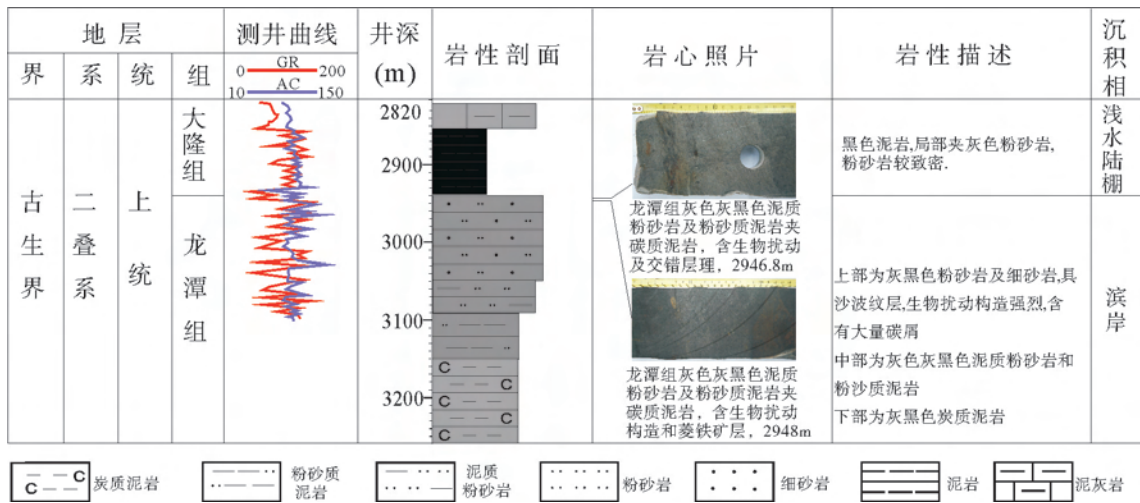 地层
测井曲线
井深
(m)
岩性剖面
岩心照片
岩性描述
沉积相
界
系
统
组
0 GR 200
10 AC 150
古生界
二叠系
上统
大隆组
龙潭组
2820
2900
3000
3100
3200
C
C
C
C
C
C
C
龙潭组灰色灰黑色泥质
粉砂岩及粉砂质泥岩夹
碳质泥岩，含生物扰动
及交错层理，2946.8m
龙潭组灰色灰黑色泥质
粉砂岩及粉砂质泥岩夹
碳质泥岩，含生物扰动
构造和菱铁矿层，2948m
黑色泥岩,局部夹灰色粉砂岩,
粉砂岩较致密.
上部为灰黑色粉砂岩及细砂岩,具
沙波纹层,生物扰动构造强烈,含
有大量碳屑
中部为灰色灰黑色泥质粉砂岩和
粉沙质泥岩
下部为灰黑色炭质泥岩
浅水陆棚
滨岸
C
C
炭质泥岩
粉砂质
泥岩
泥质
粉砂岩
粉砂岩
细砂岩
泥岩
泥灰岩